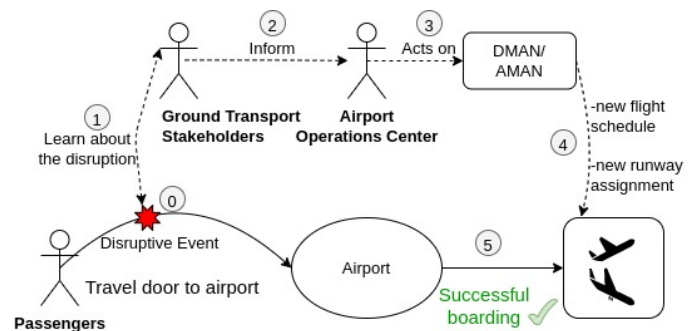 2
Inform
3
Acts on
DMAN/
AMAN
Ground Transport
Stakeholders
Airport
Operations Center
1
Learn about
the disruption
-new flight
schedule
4
-new runway
assignment
0
Disruptive Event
Travel door to airport
Passengers
Airport
5
Successful
boarding